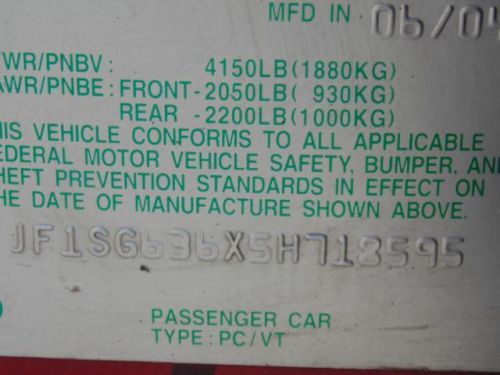 MFD IN 06/04
VWR/PNBV : 4150LB(1880KG)
AWR/PNBE : FRONT - 2050LB( 930KG)
REAR - 2200LB(1000KG)
HIS VEHICLE CONFORMS TO ALL APPLICABLE
EDERAL MOTOR VEHICLE SAFETY, BUMPER, AND
HEFT PREVENTION STANDARDS IN EFFECT ON
HE DATE OF MANUFACTURE SHOWN ABOVE.
JF1SG636X5H718595
PASSENGER CAR
TYPE : PC/VT